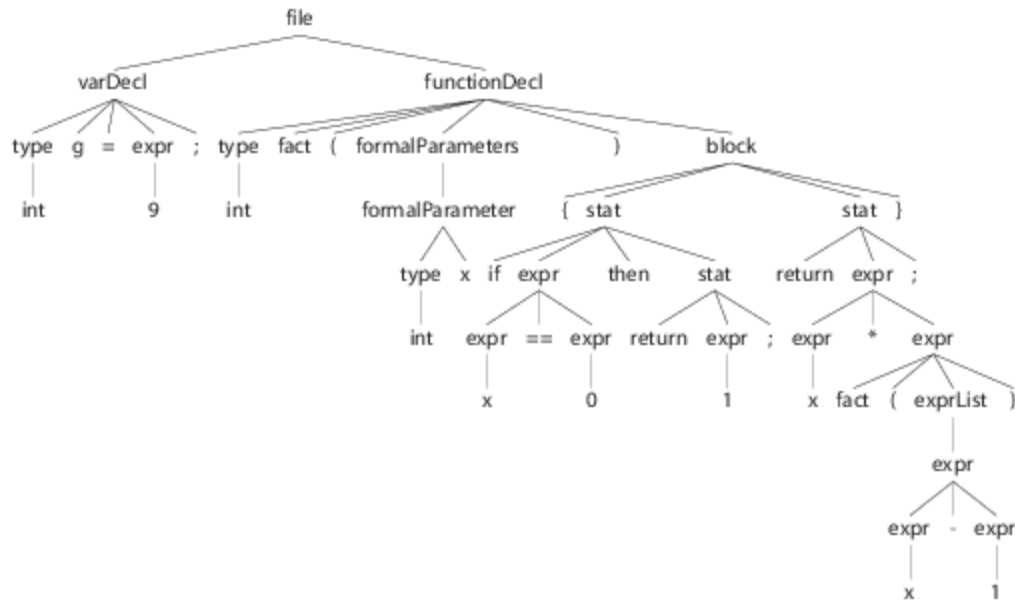 file
varDecl functionDecl
type g = expr ; type fact ( formalParameters ) block
int 9 int formalParameter { stat stat }
type x if expr then stat return expr ;
int expr == expr return expr ; expr * expr
x 0 1 x fact ( exprList )
expr
expr - expr
x 1